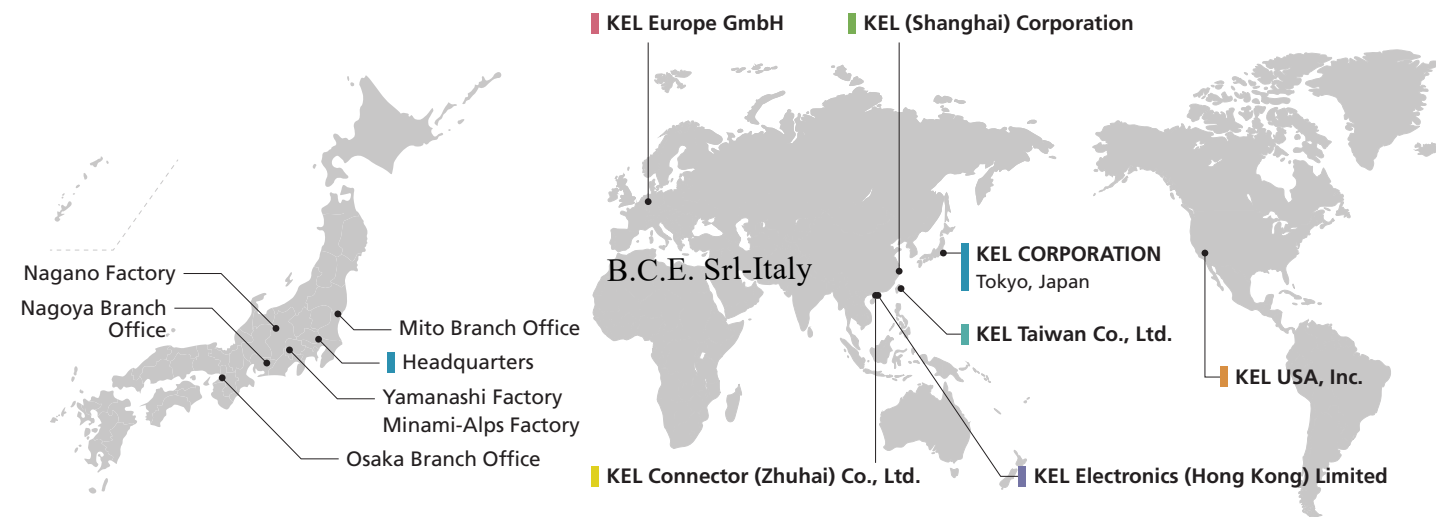 KEL Europe GmbH
KEL (Shanghai) Corporation
Nagano Factory
Nagoya Branch
Office
Mito Branch Office
Headquarters
Yamanashi Factory
Minami-Alps Factory
Osaka Branch Office
B.C.E. Srl-Italy
KEL CORPORATION
Tokyo, Japan
KEL Taiwan Co., Ltd.
KEL USA, Inc.
KEL Connector (Zhuhai) Co., Ltd.
KEL Electronics (Hong Kong) Limited